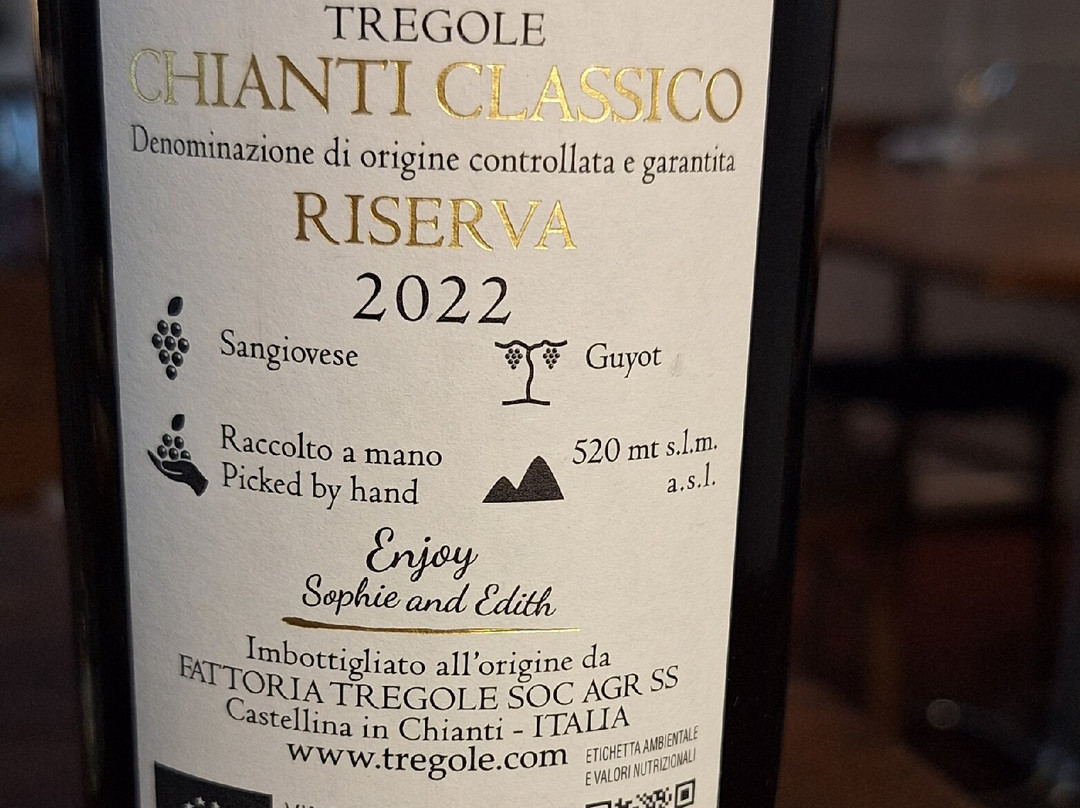 TREGOLE
CHIANTI CLASSICO
Denominazione di origine controllata e garantita
RISERVA
2022
Sangiovese
Guyot
Raccolto a mano
Picked by hand
520 mt s.l.m.
a.s.l.
Enjoy
Sophie and Edith
Imbottigliato all'origine da
FATTORIA TREGOLE SOC AGR SS
Castellina in Chianti - ITALIA
www.tregole.com
ETICHETTA AMBIENTALE
E VALORI NUTRIZIONALI